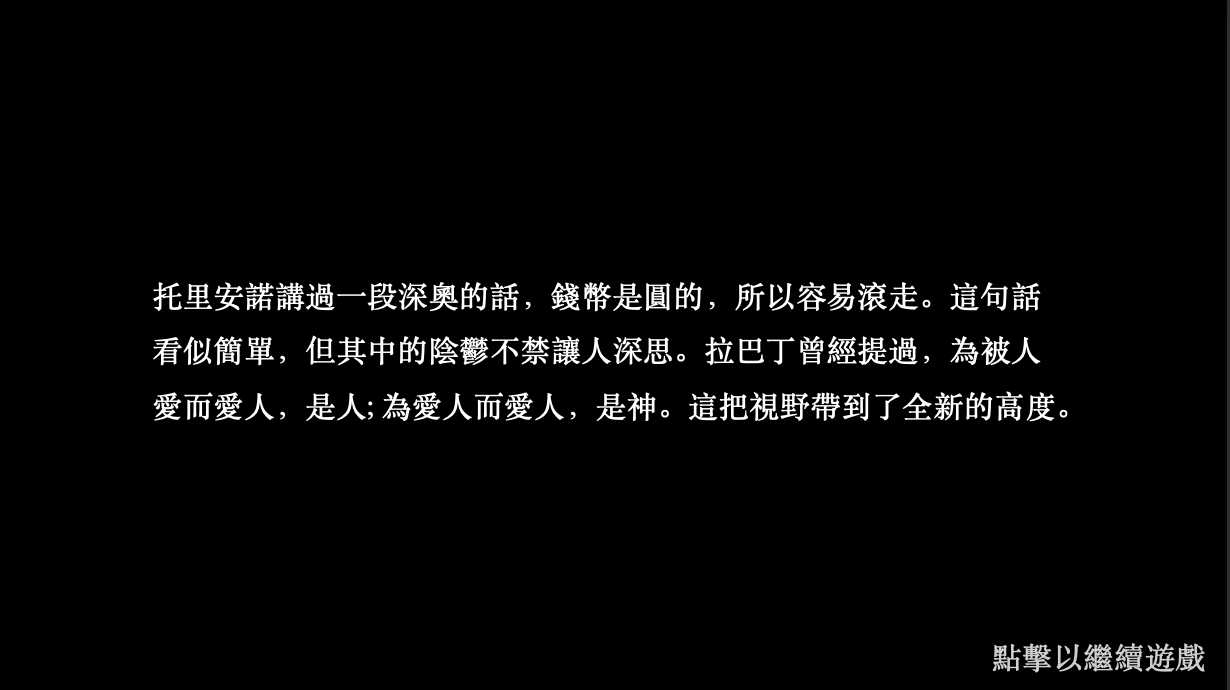 托里安諾講過一段深奧的話，錢幣是圓的，所以容易滾走。這句話
看似簡單，但其中的陰鬱不禁讓人深思。拉巴丁曾經提過，為被人
愛而愛人，是人;為愛人而愛人，是神。這把視野帶到了全新的高度。
點擊以繼續遊戲